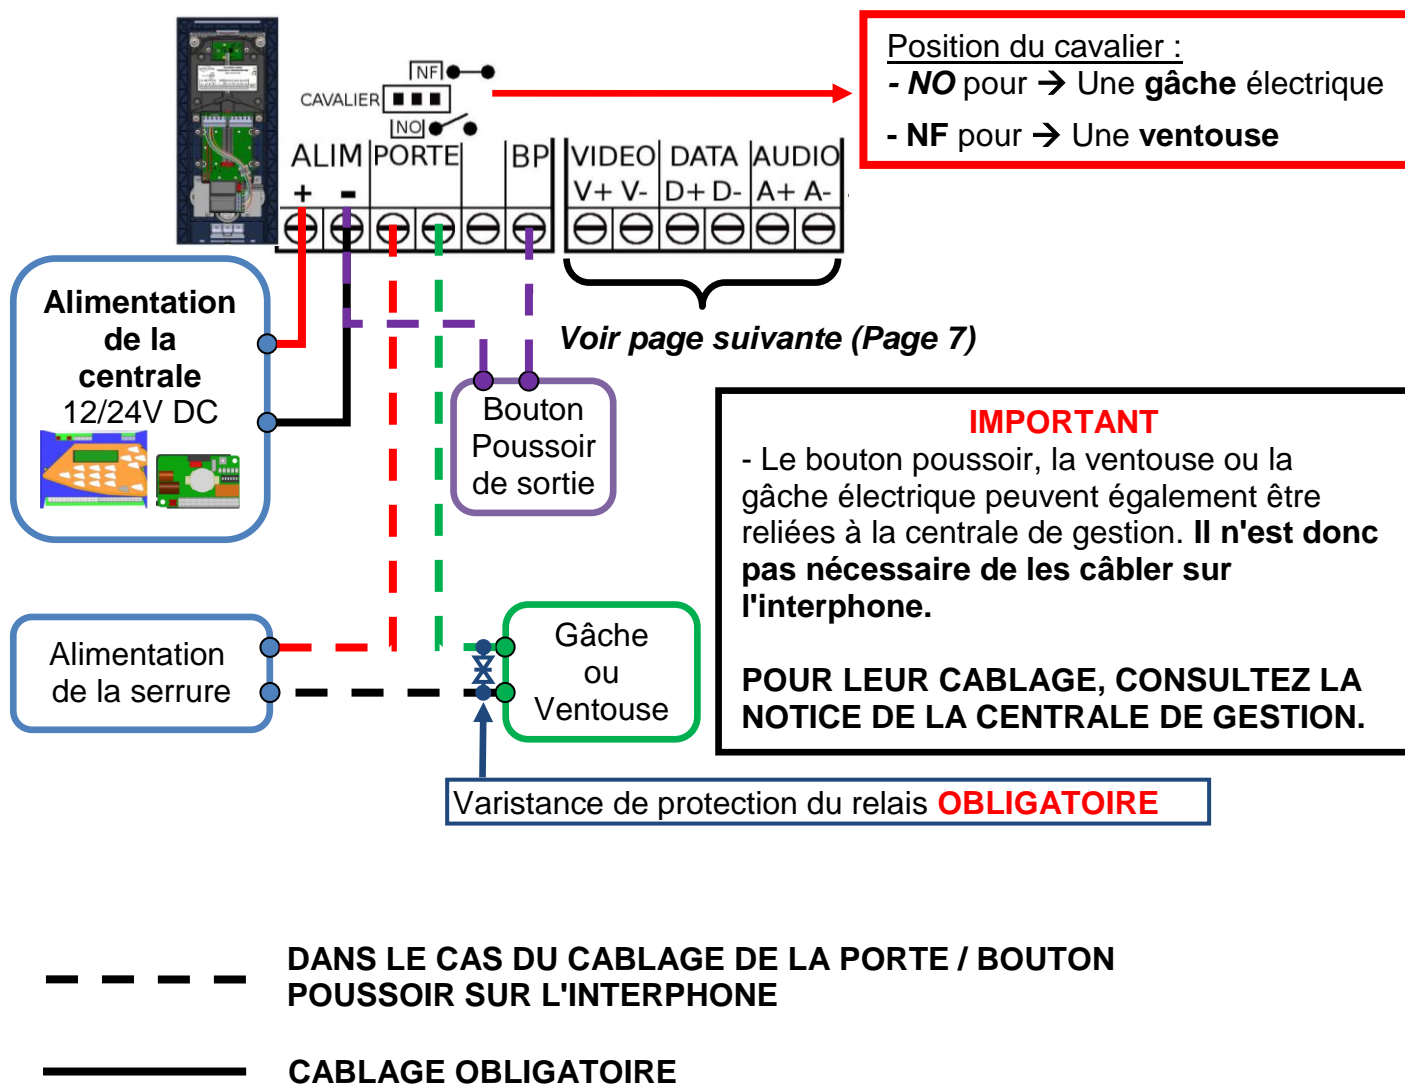 Position du cavalier :
- NO pour → Une gâche électrique
- NF pour → Une ventouse
NF
CAVALIER
NO
ALIM PORTE BP VIDEO DATA AUDIO
+ - V+ V- D+ D- A+ A-
Alimentation
de la
centrale
12/24V DC
Voir page suivante (Page 7)
Bouton
Poussoir
de sortie
IMPORTANT
- Le bouton poussoir, la ventouse ou la
gâche électrique peuvent également être
reliées à la centrale de gestion. Il n'est donc
pas nécessaire de les câbler sur
l'interphone.
POUR LEUR CABLAGE, CONSULTEZ LA
NOTICE DE LA CENTRALE DE GESTION.
Alimentation
de la serrure
Gâche
ou
Ventouse
Varistance de protection du relais OBLIGATOIRE
DANS LE CAS DU CABLAGE DE LA PORTE / BOUTON
POUSSOIR SUR L'INTERPHONE
CABLAGE OBLIGATOIRE